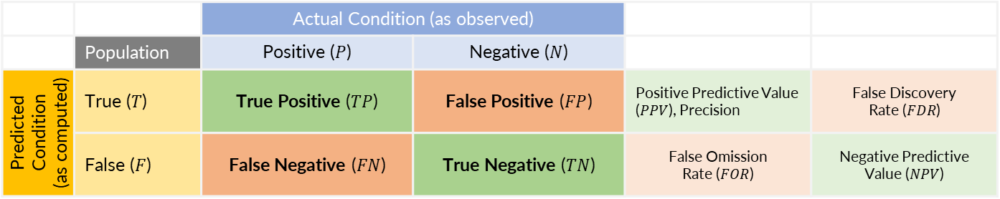 Actual Condition (as observed)
Population
Positive (P)
Negative (N)
Predicted
Condition
(as computed)
True (T)
True Positive (TP)
False Positive (FP)
Positive Predictive Value
(PPV), Precision
False Discovery
Rate (FDR)
False (F)
False Negative (FN)
True Negative (TN)
False Omission
Rate (FOR)
Negative Predictive
Value (NPV)